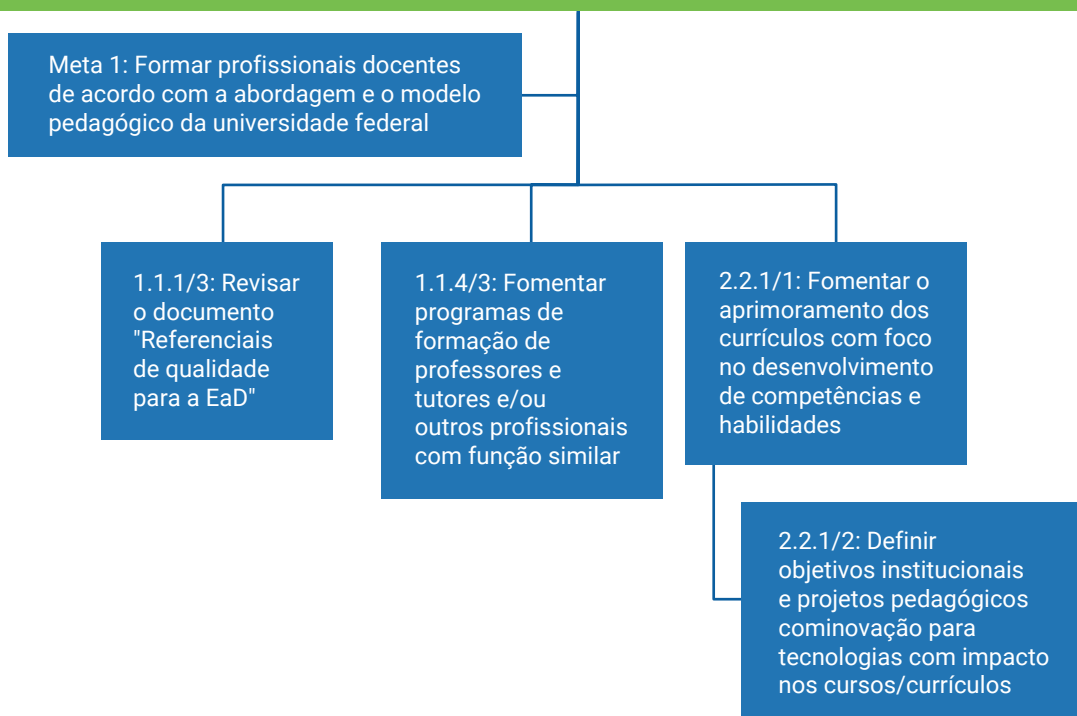 Meta 1: Formar profissionais docentes
de acordo com a abordagem e o modelo
pedagógico da universidade federal
1.1.1/3: Revisar
o documento
"Referenciais
de qualidade
para a EaD"
1.1.4/3: Fomentar
programas de
formação de
professores e
tutores e/ou
outros profissionais
com função similar
2.2.1/1: Fomentar o
aprimoramento dos
currículos com foco
no desenvolvimento
de competências e
habilidades
2.2.1/2: Definir
objetivos institucionais
e projetos pedagógicos
cominovação para
tecnologias com impacto
nos cursos/currículos